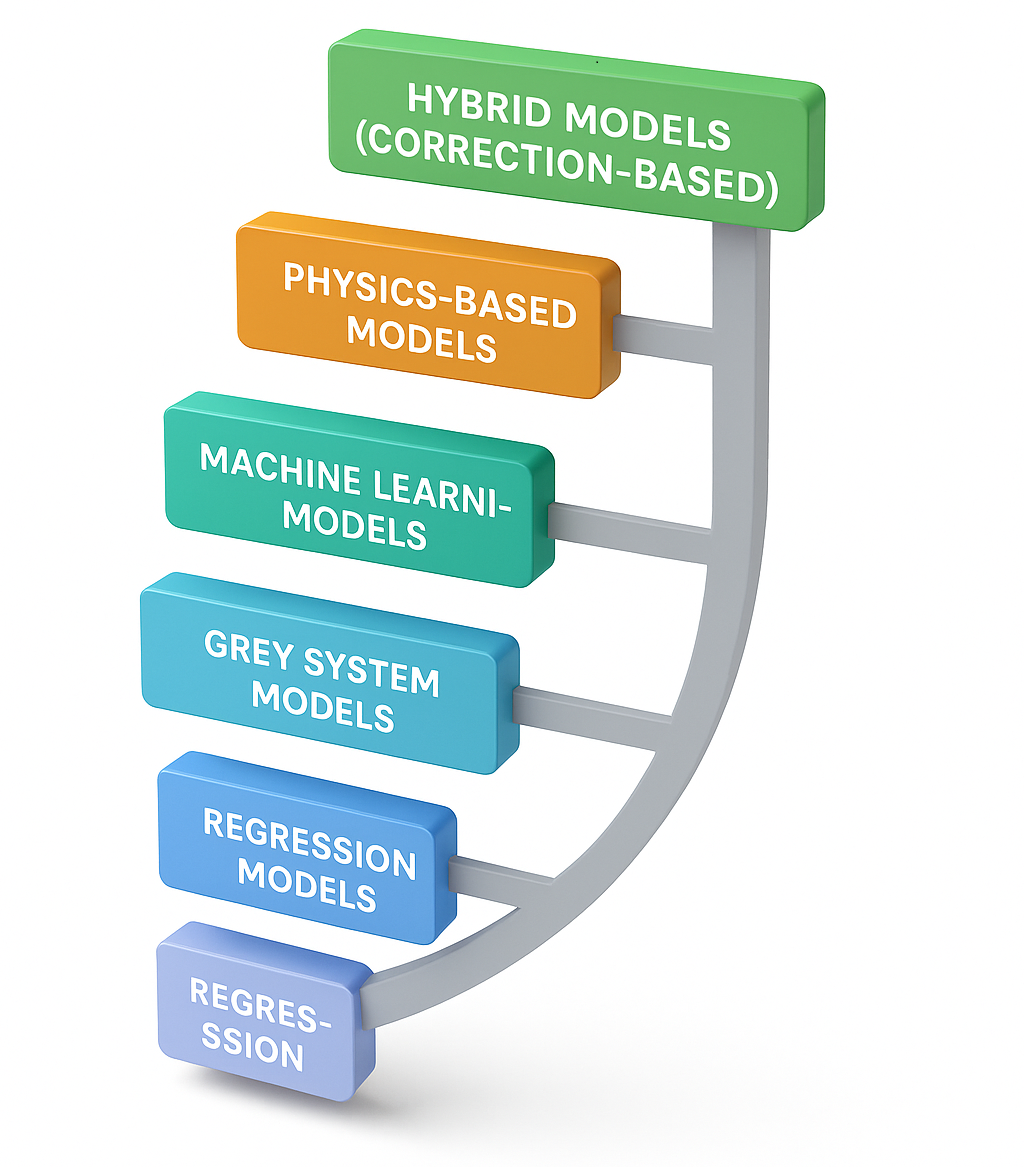 HYBRID MODELS
(CORRECTION-BASED)
PHYSICS-BASED
MODELS
MACHINE LEARNI-
MODELS
GREY SYSTEM
MODELS
REGRESSION
MODELS
REGRES-
SSION